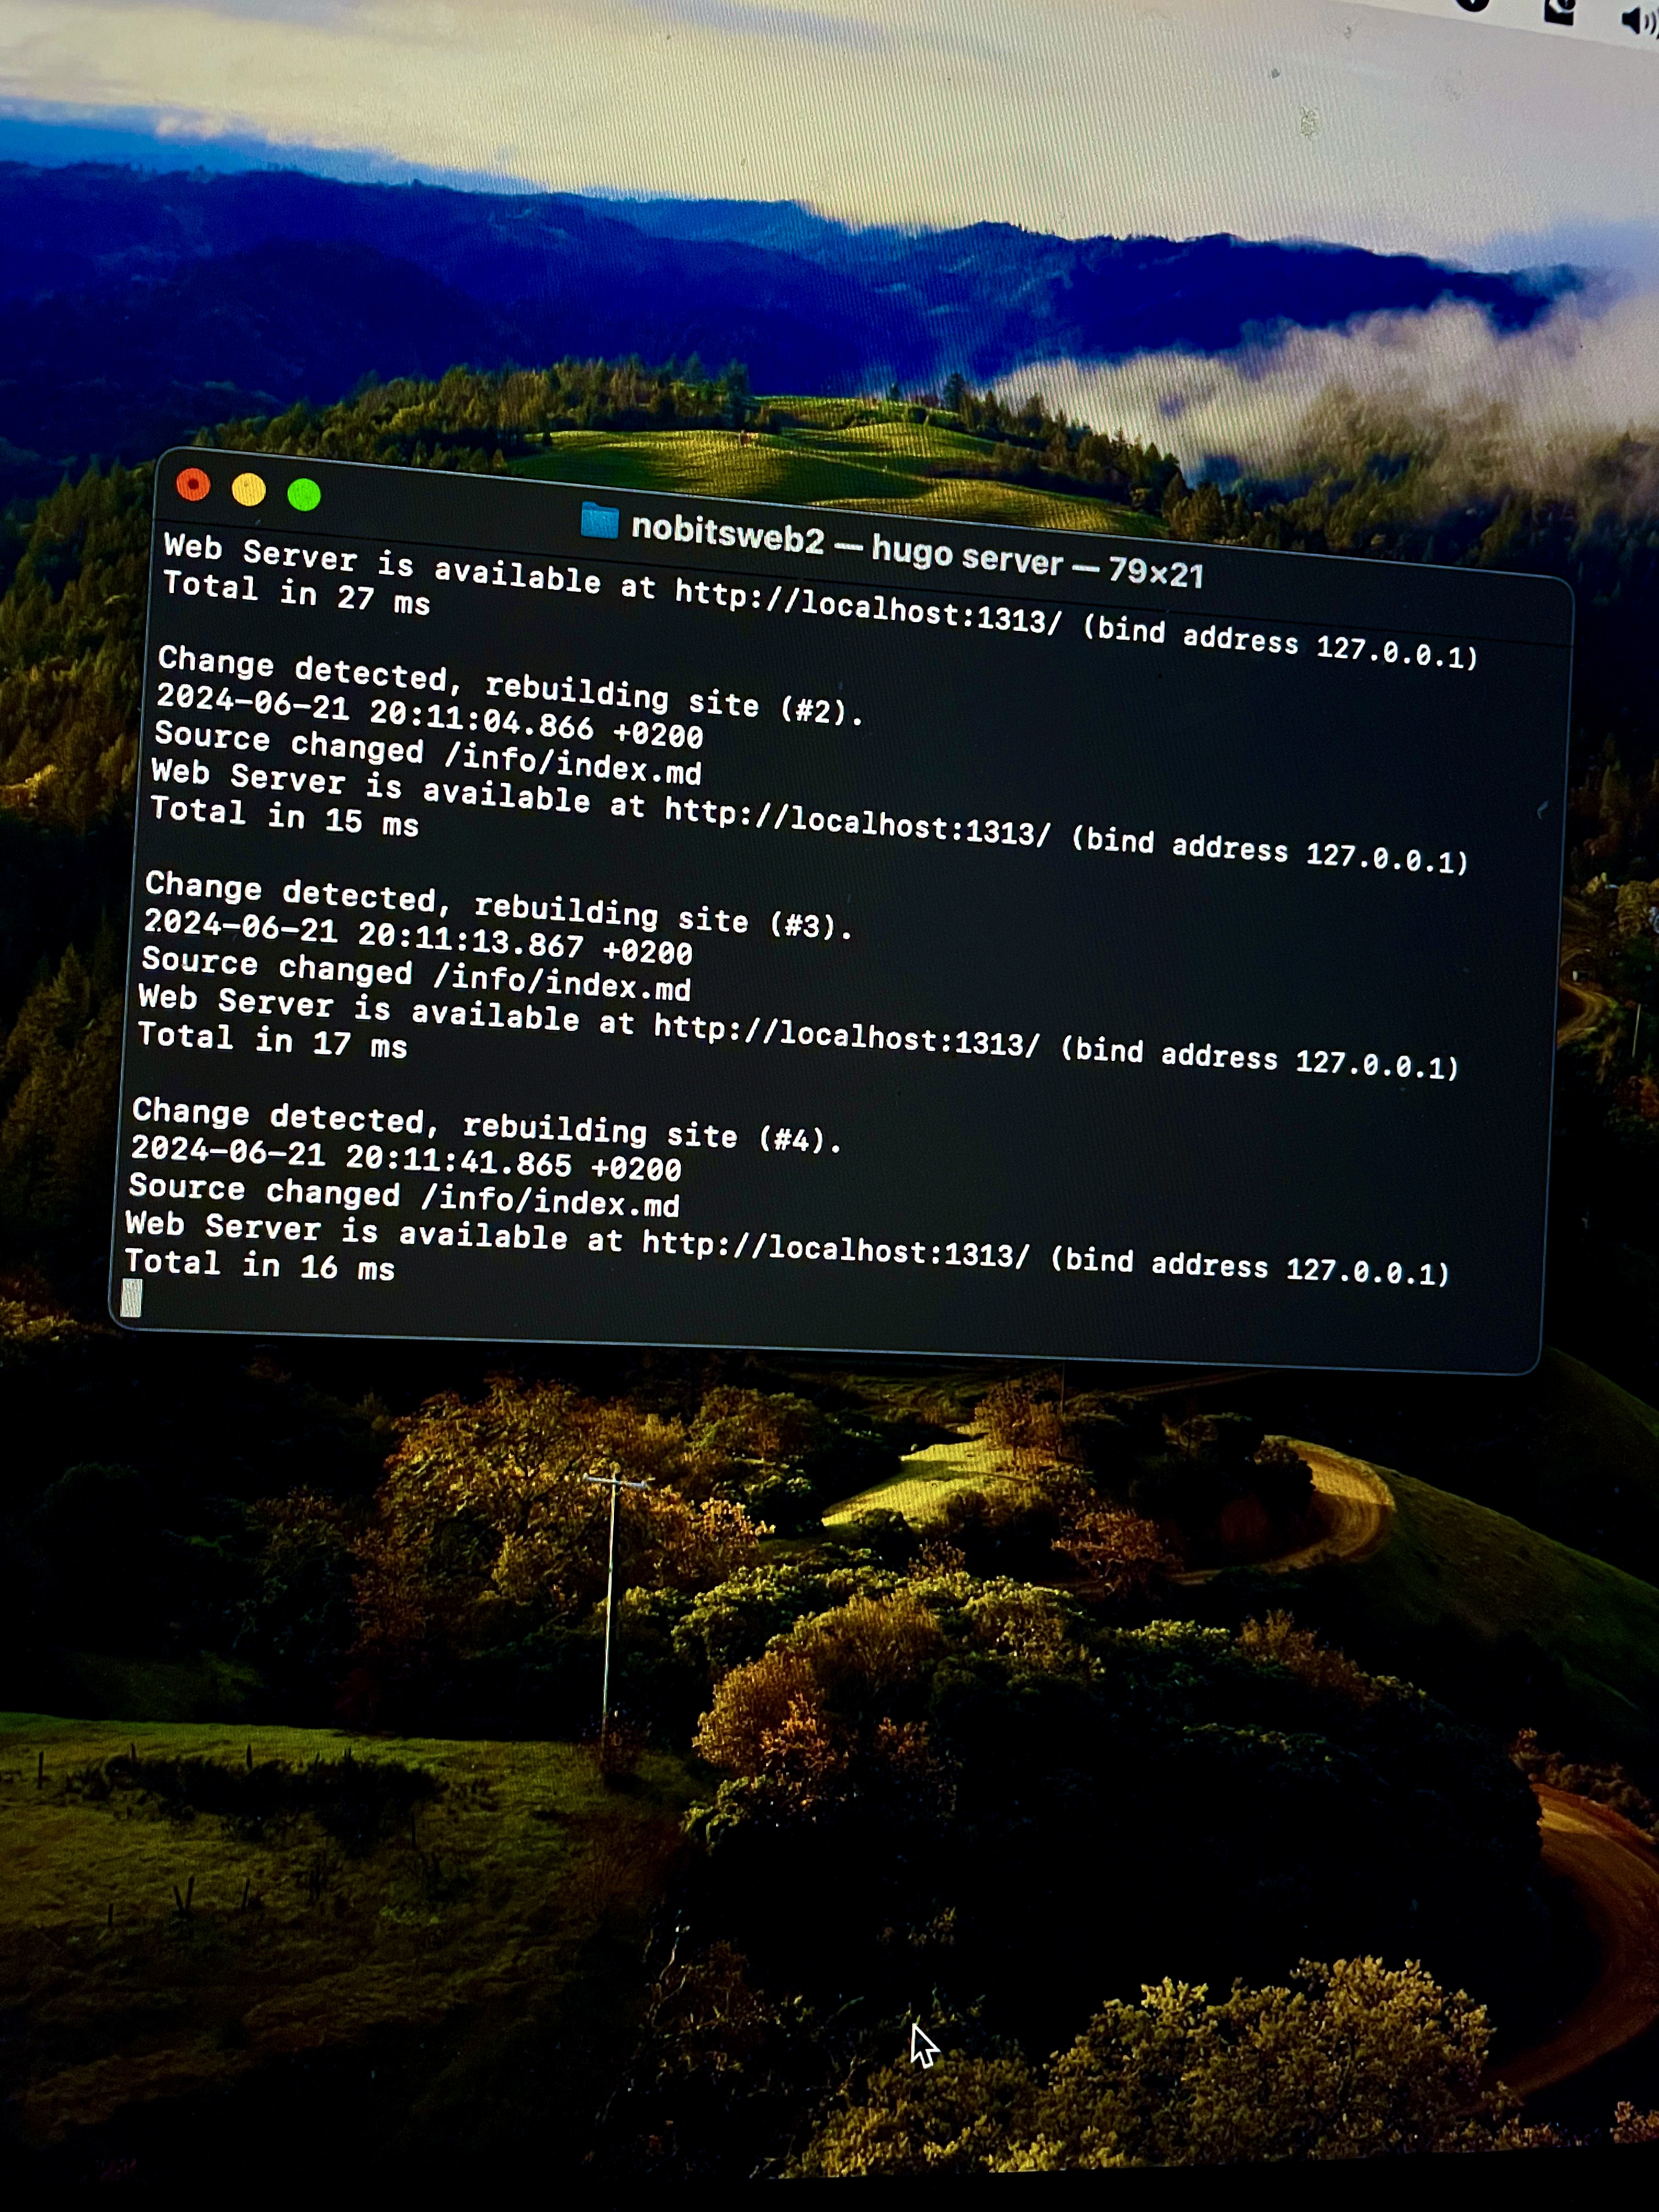 nobitsweb2 — hugo server — 79×21
Web Server is available at http://localhost:1313/ (bind address 127.0.0.1)
Total in 27 ms
Change detected, rebuilding site (#2).
2024-06-21 20:11:04.866 +0200
Source changed /info/index.md
Web Server is available at http://localhost:1313/ (bind address 127.0.0.1)
Total in 15 ms
Change detected, rebuilding site (#3).
2024-06-21 20:11:13.867 +0200
Source changed /info/index.md
Web Server is available at http://localhost:1313/ (bind address 127.0.0.1)
Total in 17 ms
Change detected, rebuilding site (#4).
2024-06-21 20:11:41.865 +0200
Source changed /info/index.md
Web Server is available at http://localhost:1313/ (bind address 127.0.0.1)
Total in 16 ms